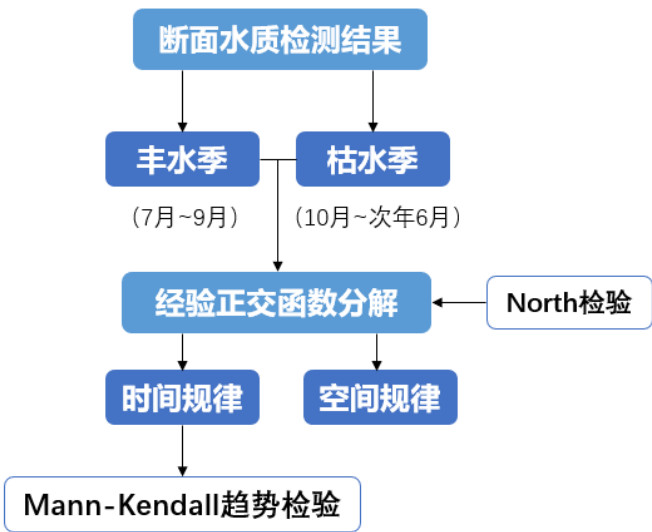 断面水质检测结果
丰水季
枯水季
（7月~9月）
（10月~次年6月）
经验正交函数分解
North检验
时间规律
空间规律
Mann-Kendall趋势检验